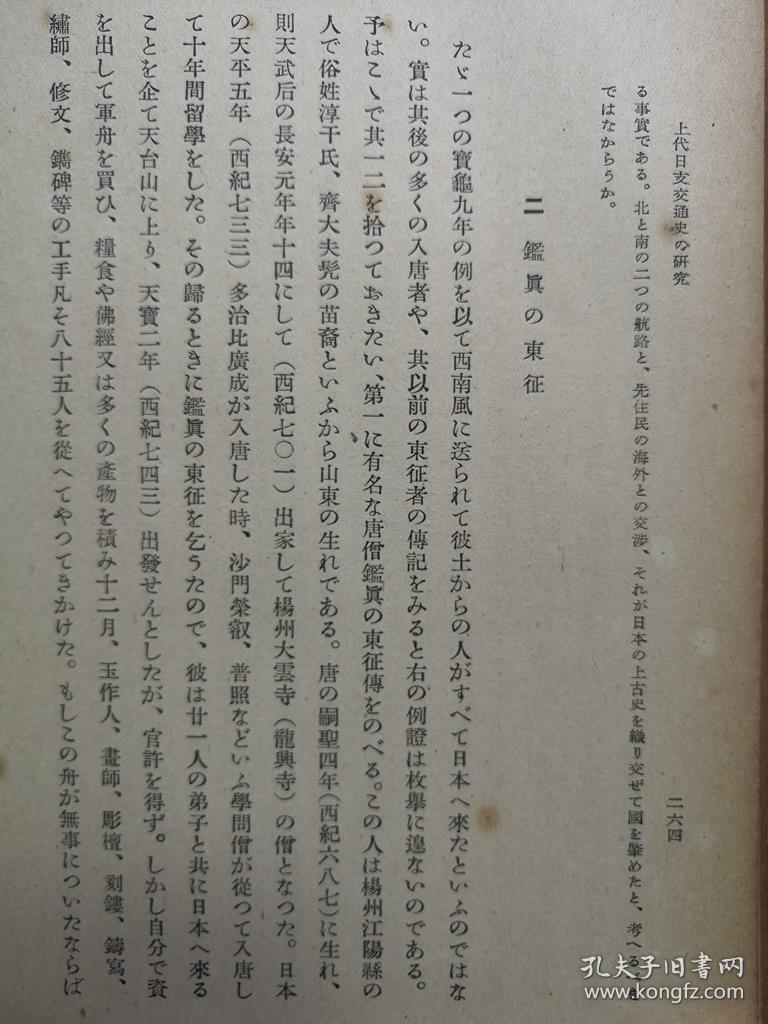 上代日支交通史の研究
二六四
る事實である。北と南の二つの航路と、先住民の海外との交渉、それが日本の上古史を織り交ぜて國を肇めたと、考へる
ではなからうか。
二 鑑眞の東征
たゞ一つの寶龜九年の例を以て西南風に送られて彼土からの人がすべて日本へ來たといふのではな
い。實は其後の多くの入唐者や、其以前の東征者の傳記をみると右の例證は枚擧に遑ないのである。
予はこゝで其一二を拾つておきたい、第一に有名な唐僧鑑眞の東征傳をのべる。この人は楊州江陽縣の
人で俗姓淳干氏、齊大夫髡の苗裔といふから山東の生れである。唐の嗣聖四年(西紀六八七)に生れ、
則天武后の長安元年年十四にして(西紀七〇一)出家して楊州大雲寺(龍興寺)の僧となつた。日本
の天平五年(西紀七三三)多治比廣成が入唐した時、沙門榮叡、普照などいふ學問僧が從つて入唐し
て十年間留學をした。その歸るときに鑑眞の東征を乞うたので、彼は廿一人の弟子と共に日本へ來る
ことを企て天台山に上り、天寶二年(西紀七四三)出發せんとしたが、官許を得ず。しかし自分で資
を出して軍舟を買ひ、糧食や佛經又は多くの產物を積み十二月、玉作人、畫師、彫檀、刻鏤、鑄寫、
繡師、修文、鐫碑等の工手凡そ八十五人を從へてやつてきかけた。もしこの舟が無事についたならば
孔夫子旧书网
www.kongfz.com